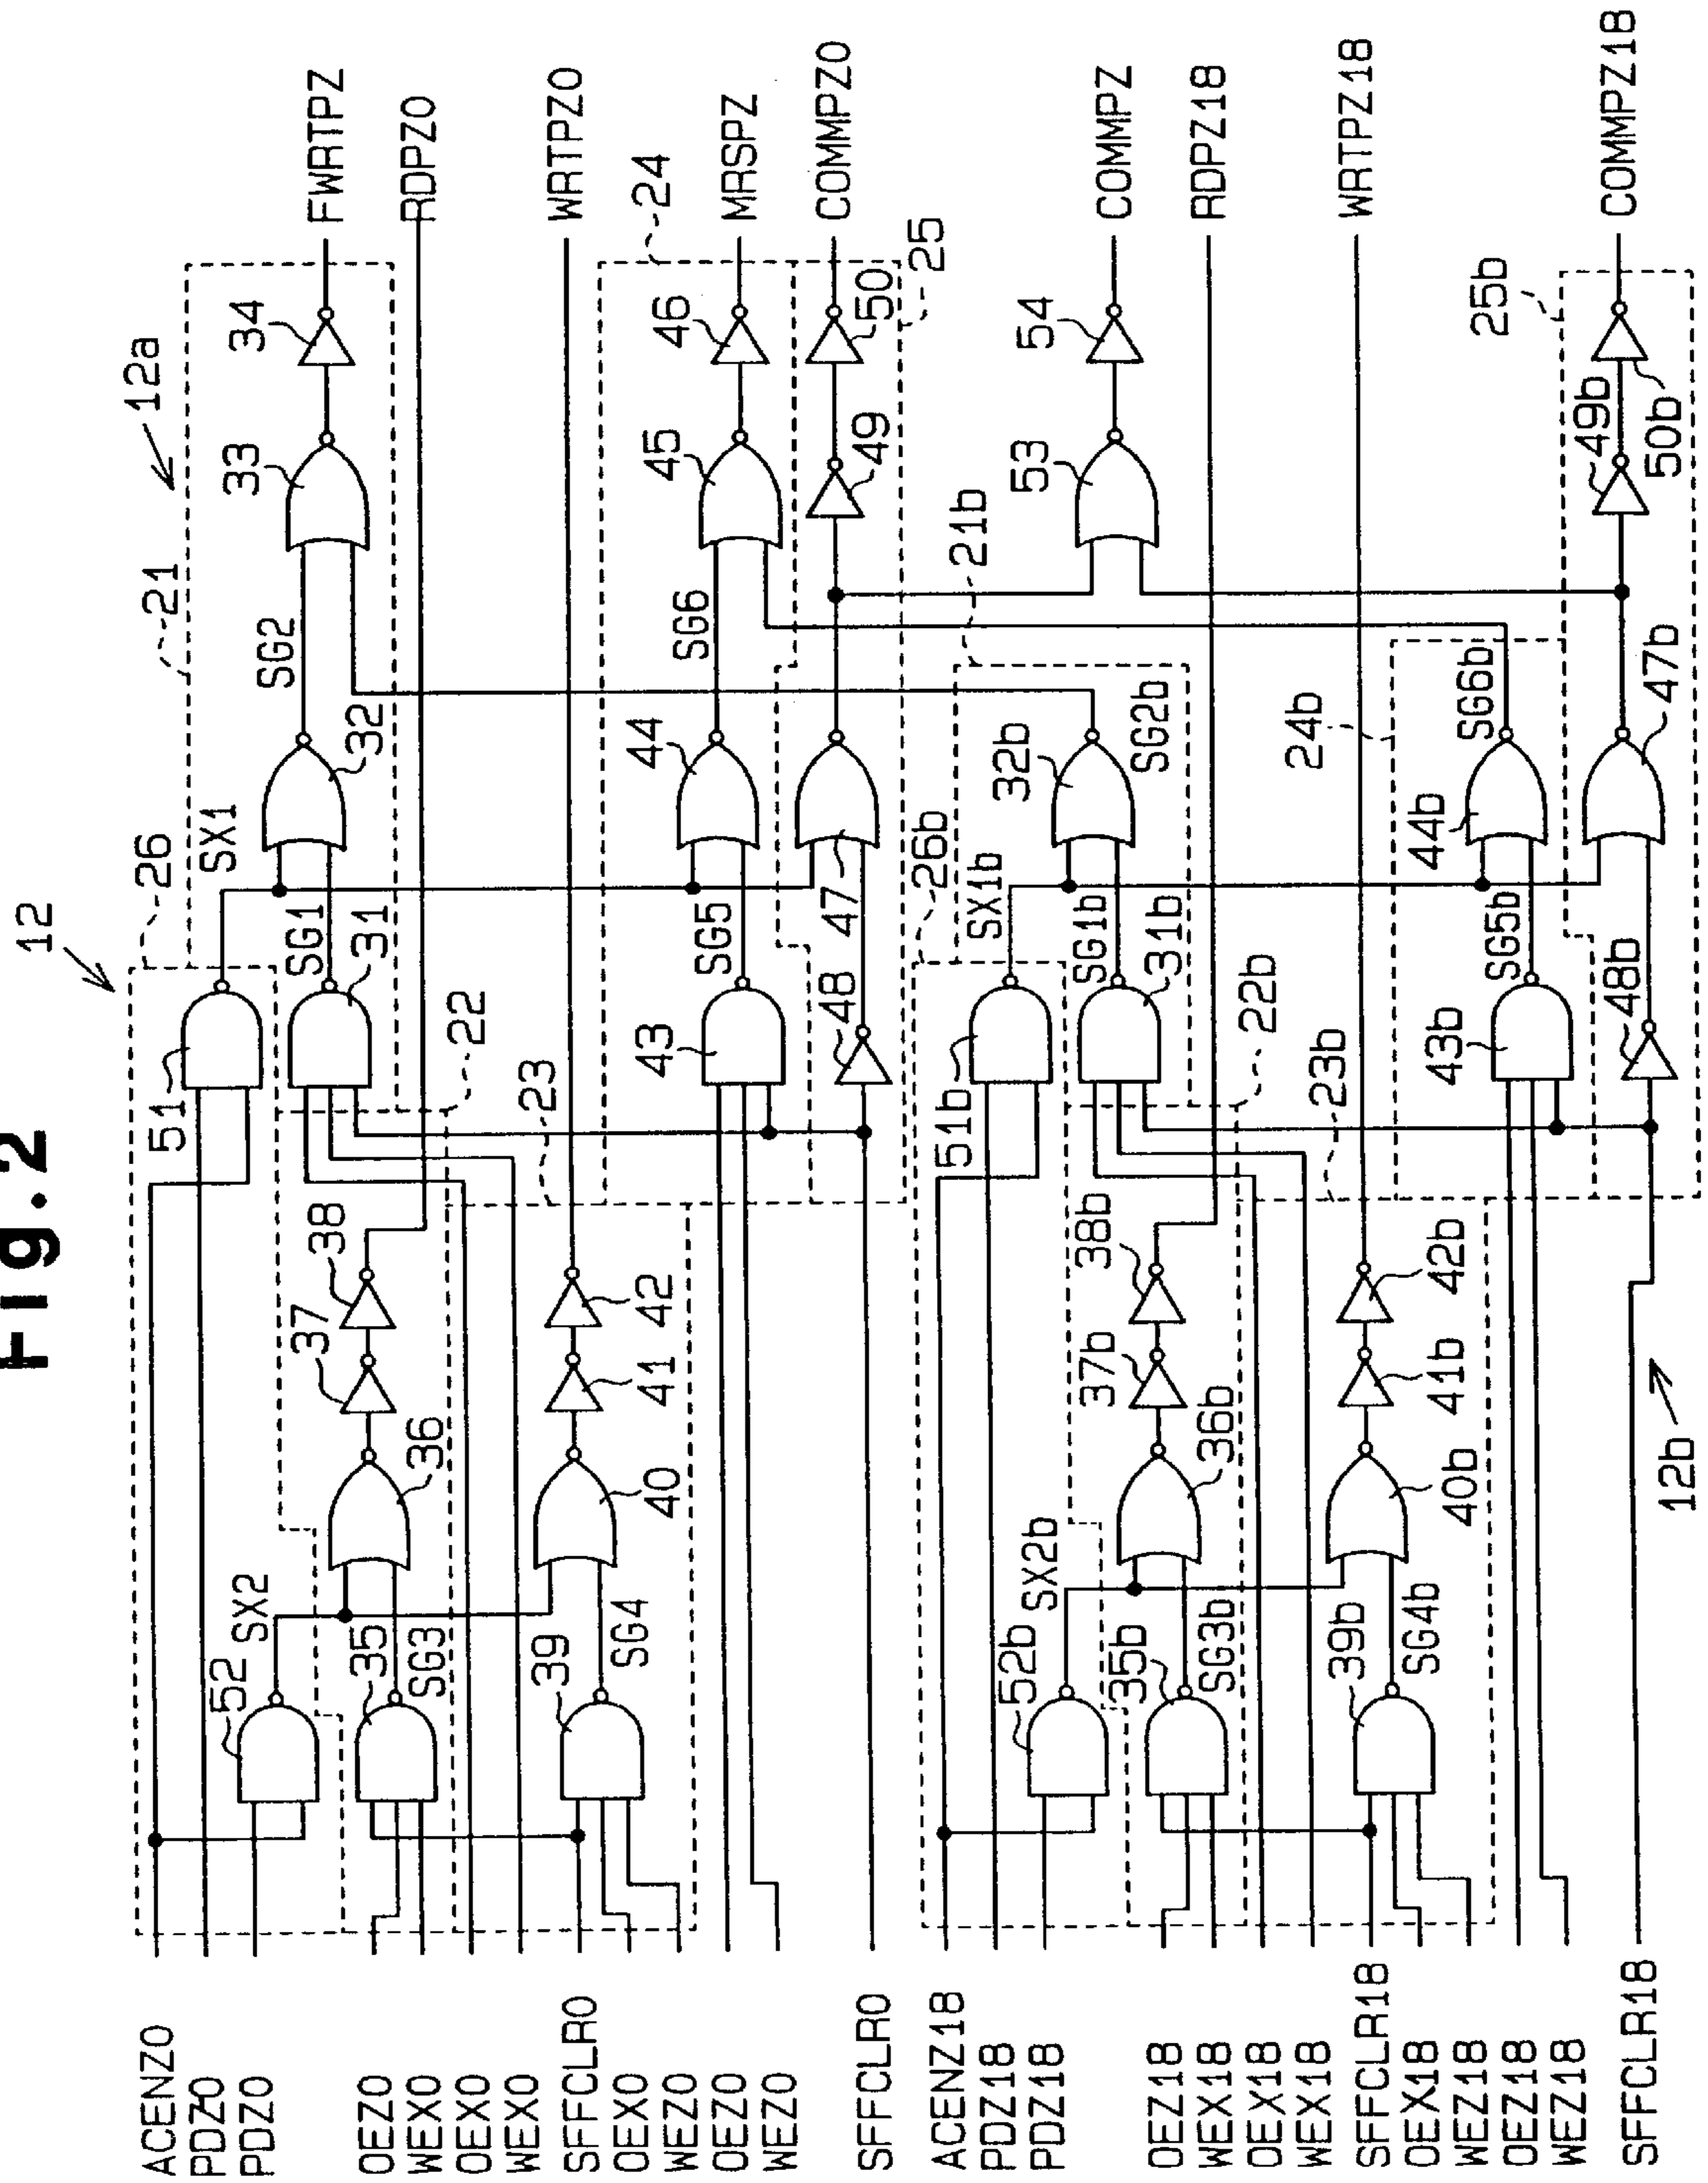 Fig.2
12
12a
26
SX1
21
51
SG1
31
SG2
32
33
34
FWRTPZ
RDPZ0
22
23
WRTPZ0
52
SX2
35
SG3
36
37
38
39
SG4
40
41
42
43
SG5
44
SG6
45
46
24
MRSPZ
COMMPZ0
47
48
49
50
25
26b
51b
SX1b
SG1b
31b
21b
32b
SG2b
53
54
COMMPZ
RDPZ18
22b
23b
WRTPZ18
52b
SX2b
35b
SG3b
36b
37b
38b
39b
SG4b
40b
41b
42b
43b
SG5b
44b
SG6b
24b
47b
48b
49b
50b
25b
COMMPZ18
12b
ACENZ0
PDZ0
PDZ0
OEZ0
WEX0
OEX0
WEX0
SFFCLR0
OEX0
WEZ0
OEZ0
WEZ0
SFFCLR0
ACENZ18
PDZ18
PDZ18
OEZ18
WEX18
OEX18
WEX18
SFFCLR18
OEX18
WEZ18
OEZ18
WEZ18
SFFCLR18